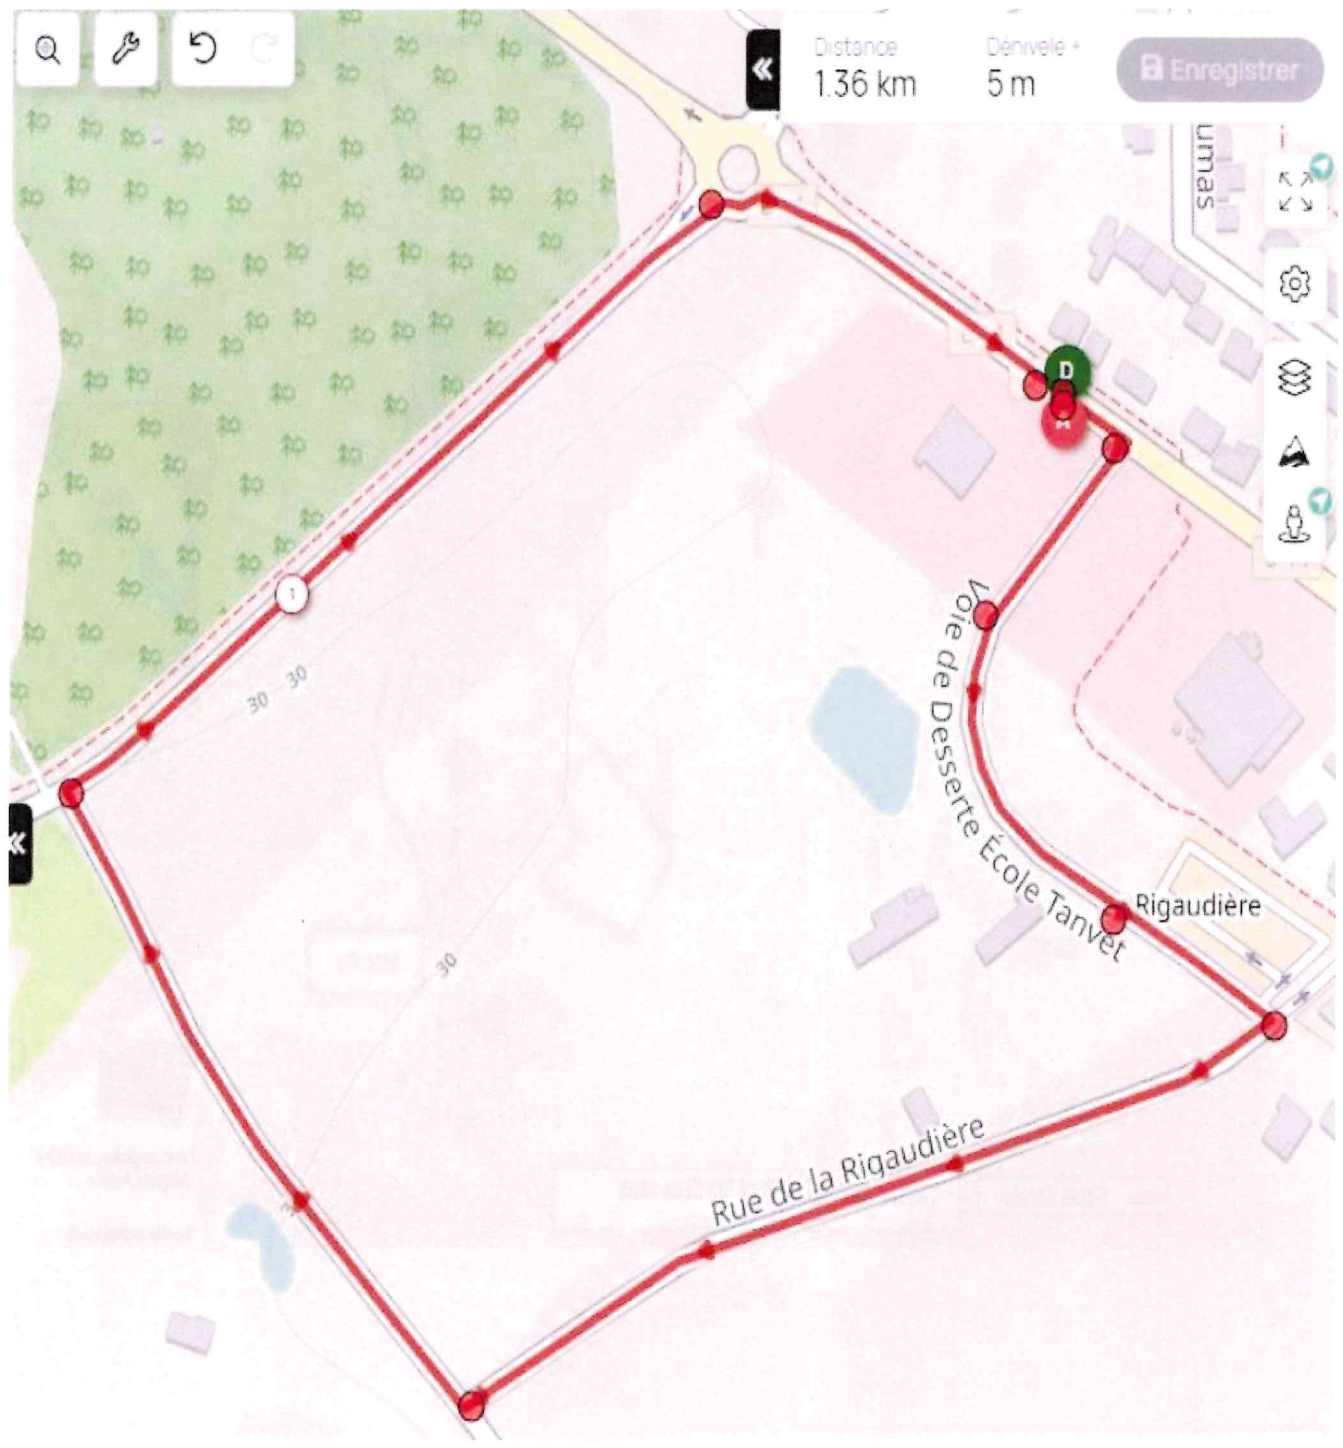 Distance
1.36 km
Dénivelé +
5 m
Enregistrer
umas
D
1
30
30
Voie de Desserte École Tanvet
Rigaudière
30
Rue de la Rigaudière